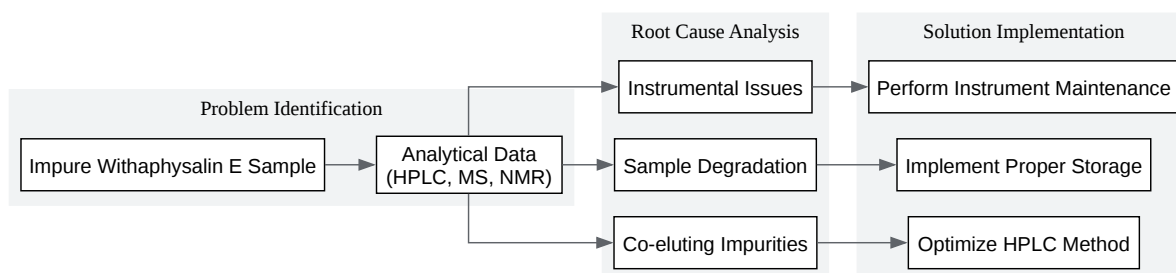 Problem Identification
Impure Withaphysalin E Sample
Analytical Data
(HPLC, MS, NMR)
Root Cause Analysis
Instrumental Issues
Sample Degradation
Co-eluting Impurities
Solution Implementation
Perform Instrument Maintenance
Implement Proper Storage
Optimize HPLC Method